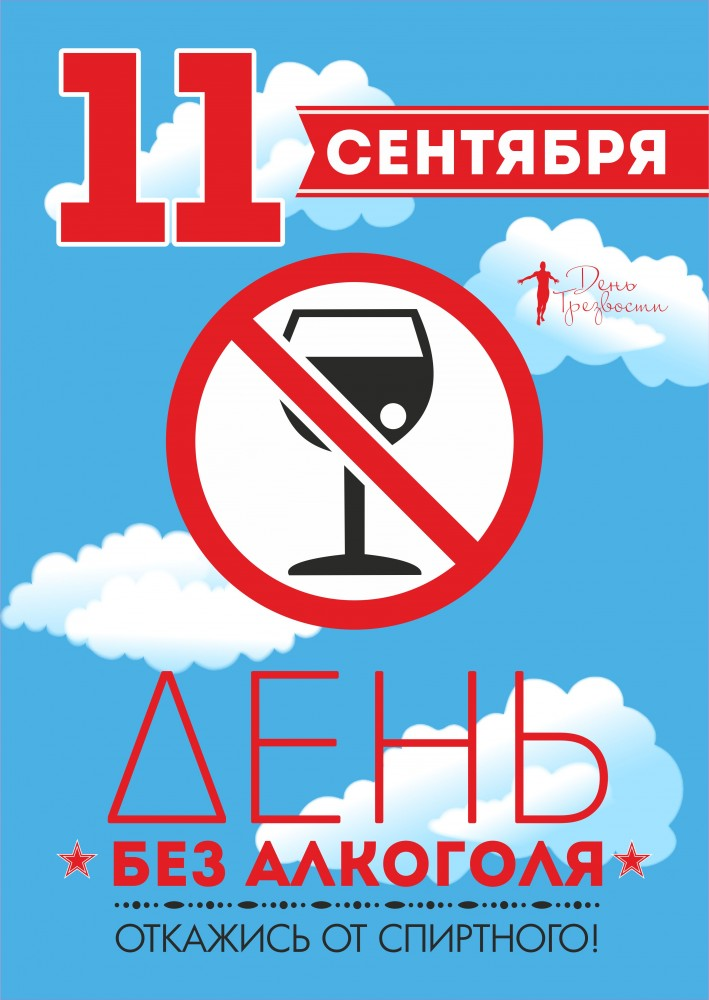 11
СЕНТЯБРЯ
День
Трезвости
ДЕНЬ
БЕЗ АЛКОГОЛЯ
ОТКАЖИСЬ ОТ СПИРТНОГО!